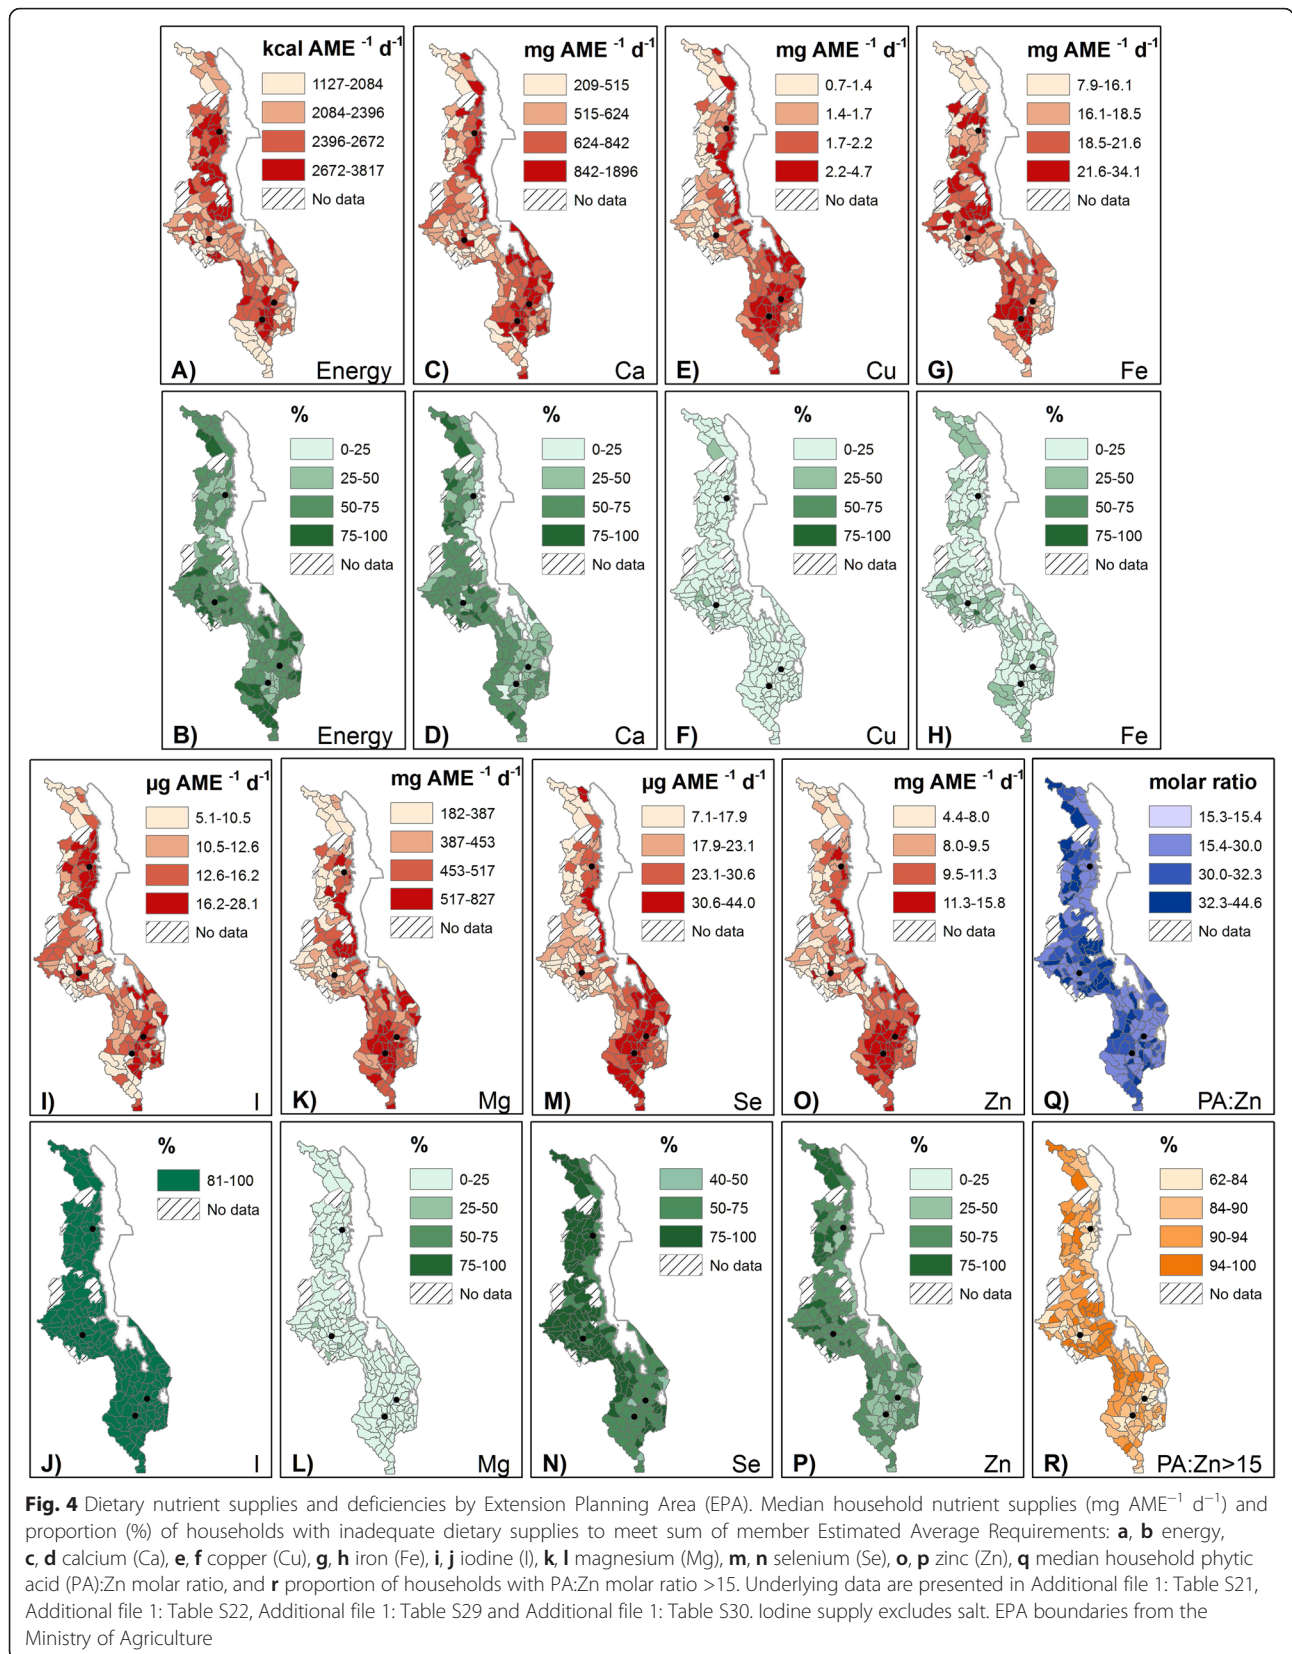 kcal AME ⁻¹ d⁻¹
1127-2084
2084-2396
2396-2672
2672-3817
No data
A) Energy
mg AME ⁻¹ d⁻¹
209-515
515-624
624-842
842-1896
No data
C) Ca
mg AME ⁻¹ d⁻¹
0.7-1.4
1.4-1.7
1.7-2.2
2.2-4.7
No data
E) Cu
mg AME ⁻¹ d⁻¹
7.9-16.1
16.1-18.5
18.5-21.6
21.6-34.1
No data
G) Fe
%
0-25
25-50
50-75
75-100
No data
B) Energy
%
0-25
25-50
50-75
75-100
No data
D) Ca
%
0-25
25-50
50-75
75-100
No data
F) Cu
%
0-25
25-50
50-75
75-100
No data
H) Fe
µg AME ⁻¹ d⁻¹
5.1-10.5
10.5-12.6
12.6-16.2
16.2-28.1
No data
I) I
mg AME ⁻¹ d⁻¹
182-387
387-453
453-517
517-827
No data
K) Mg
µg AME ⁻¹ d⁻¹
7.1-17.9
17.9-23.1
23.1-30.6
30.6-44.0
No data
M) Se
mg AME ⁻¹ d⁻¹
4.4-8.0
8.0-9.5
9.5-11.3
11.3-15.8
No data
O) Zn
molar ratio
15.3-15.4
15.4-30.0
30.0-32.3
32.3-44.6
No data
Q) PA:Zn
%
81-100
No data
J) I
%
0-25
25-50
50-75
75-100
No data
L) Mg
%
40-50
50-75
75-100
No data
N) Se
%
0-25
25-50
50-75
75-100
No data
P) Zn
%
62-84
84-90
90-94
94-100
No data
R) PA:Zn>15
Fig. 4 Dietary nutrient supplies and deficiencies by Extension Planning Area (EPA). Median household nutrient supplies (mg AME⁻¹ d⁻¹) and
proportion (%) of households with inadequate dietary supplies to meet sum of member Estimated Average Requirements: a, b energy,
c, d calcium (Ca), e, f copper (Cu), g, h iron (Fe), i, j iodine (I), k, l magnesium (Mg), m, n selenium (Se), o, p zinc (Zn), q median household phytic
acid (PA):Zn molar ratio, and r proportion of households with PA:Zn molar ratio >15. Underlying data are presented in Additional file 1: Table S21,
Additional file 1: Table S22, Additional file 1: Table S29 and Additional file 1: Table S30. Iodine supply excludes salt. EPA boundaries from the
Ministry of Agriculture